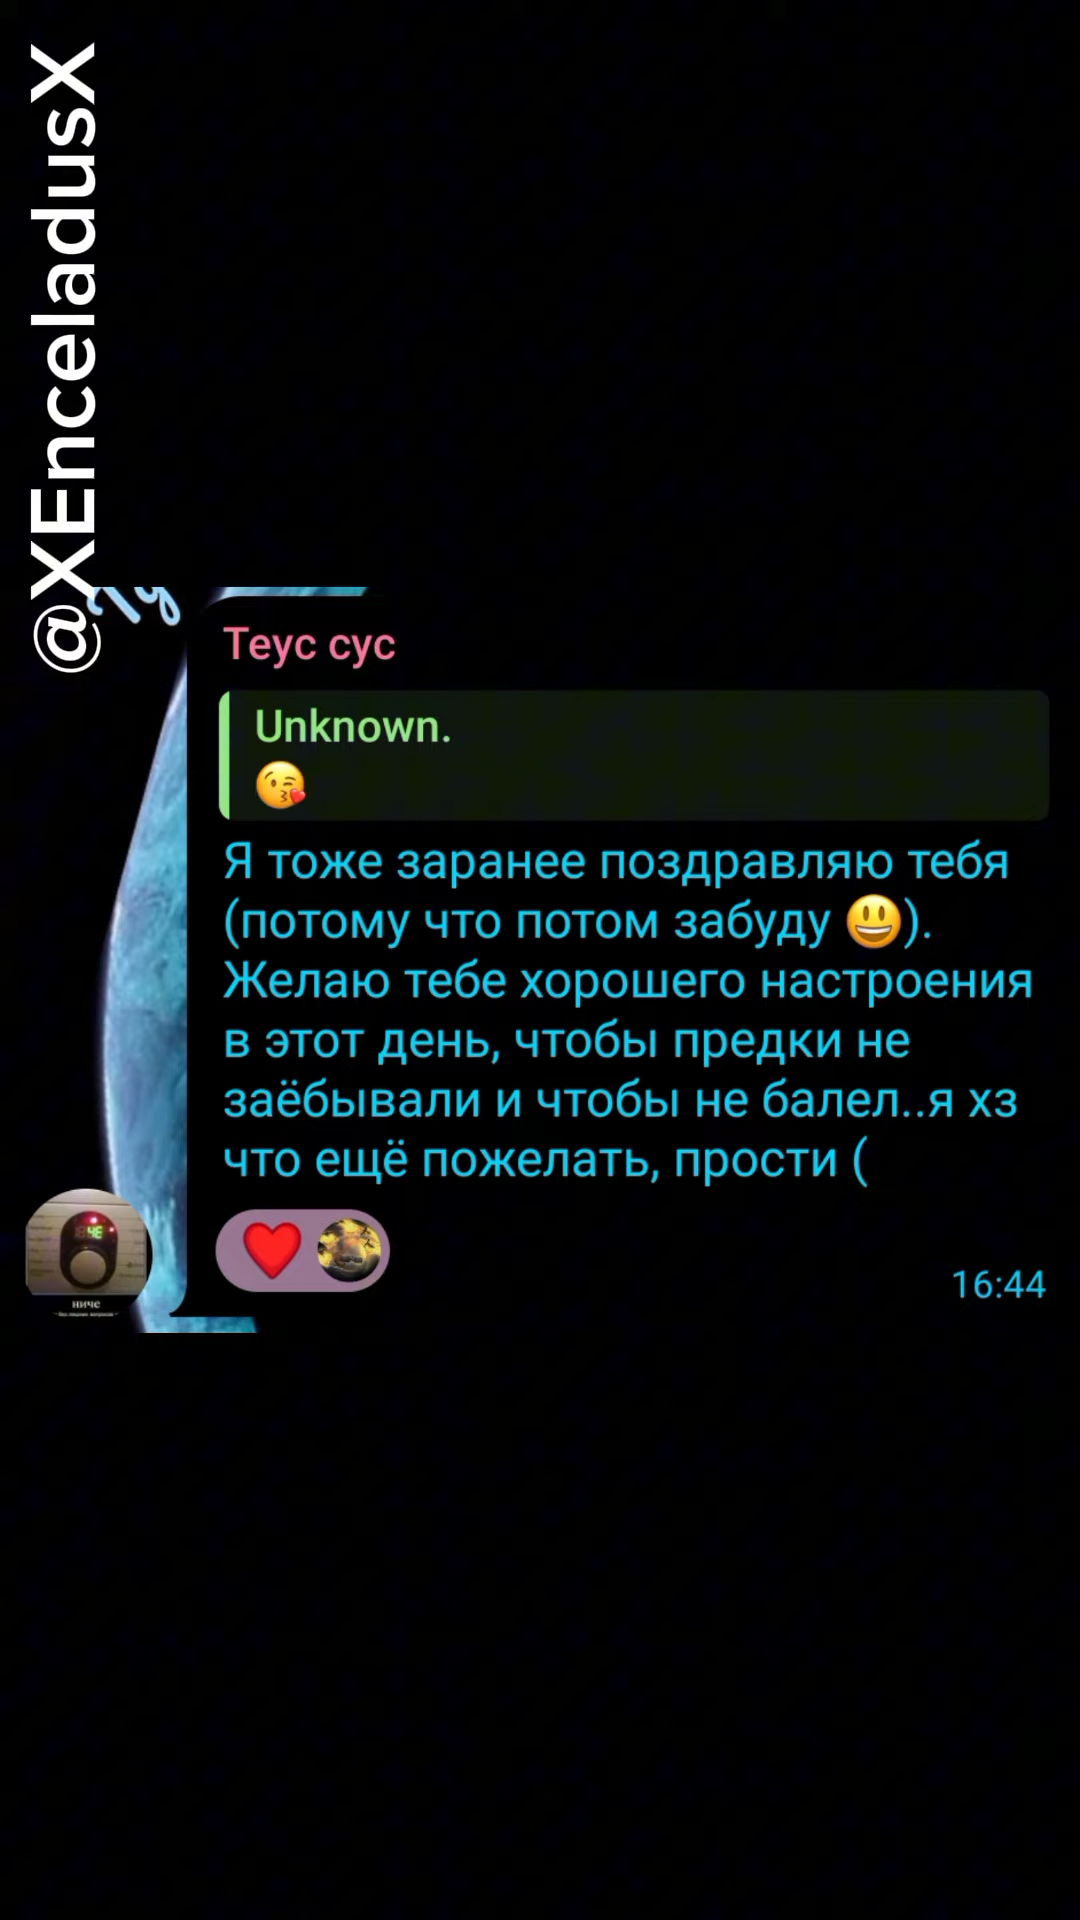 @XEnceladusX
Теус сус
Unknown.
😘
Я тоже заранее поздравляю тебя
(потому что потом забуду 😃).
Желаю тебе хорошего настроения
в этот день, чтобы предки не
заёбывали и чтобы не балел..я хз
что ещё пожелать, прости (
16:44
ниче